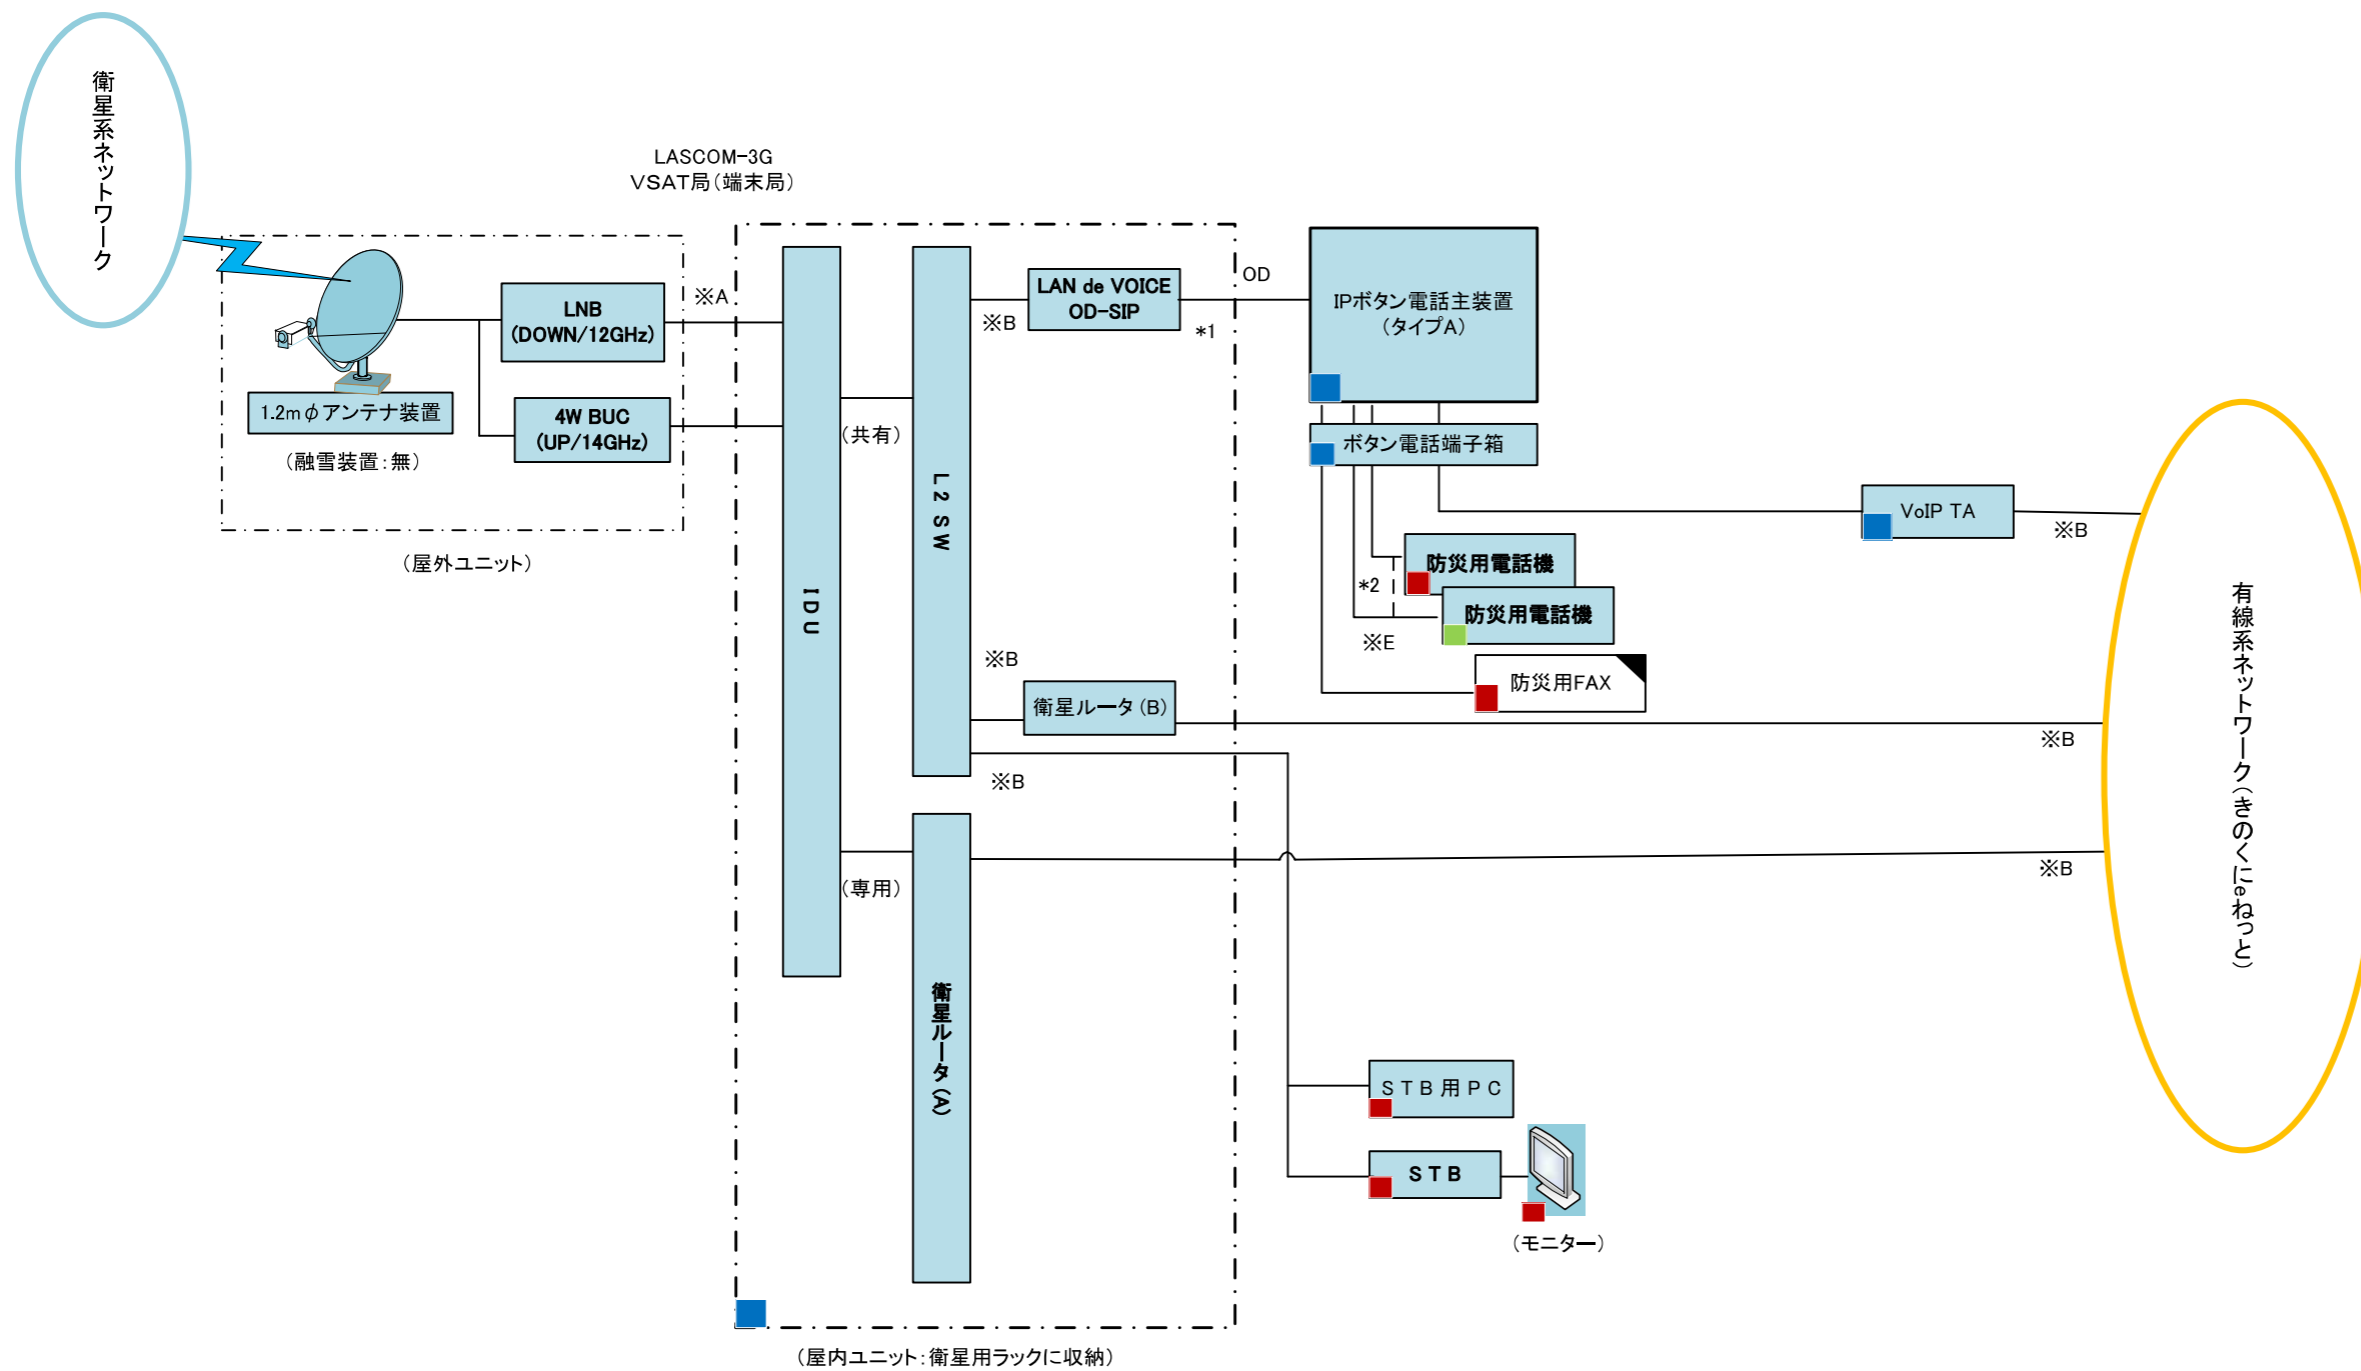 衛星系ネットワーク
LASCOM-3G
VSAT局(端末局)
LNB
(DOWN/12GHz)
※A
4W BUC
(UP/14GHz)
1.2mφアンテナ装置
(融雪装置:無)
(屋外ユニット)
IDU
(共有)
(専用)
L2SW
衛星ルータ(A)
※B
LAN de VOICE
OD-SIP
*1
OD
IPボタン電話主装置
(タイプA)
ボタン電話端子箱
VoIP TA
※B
防災用電話機
*2
防災用電話機
※E
防災用FAX
※B
衛星ルータ(B)
※B
※B
※B
有線系ネットワーク(きのくにeねっと)
STB用PC
STB
(モニター)
(屋内ユニット:衛星用ラックに収納)